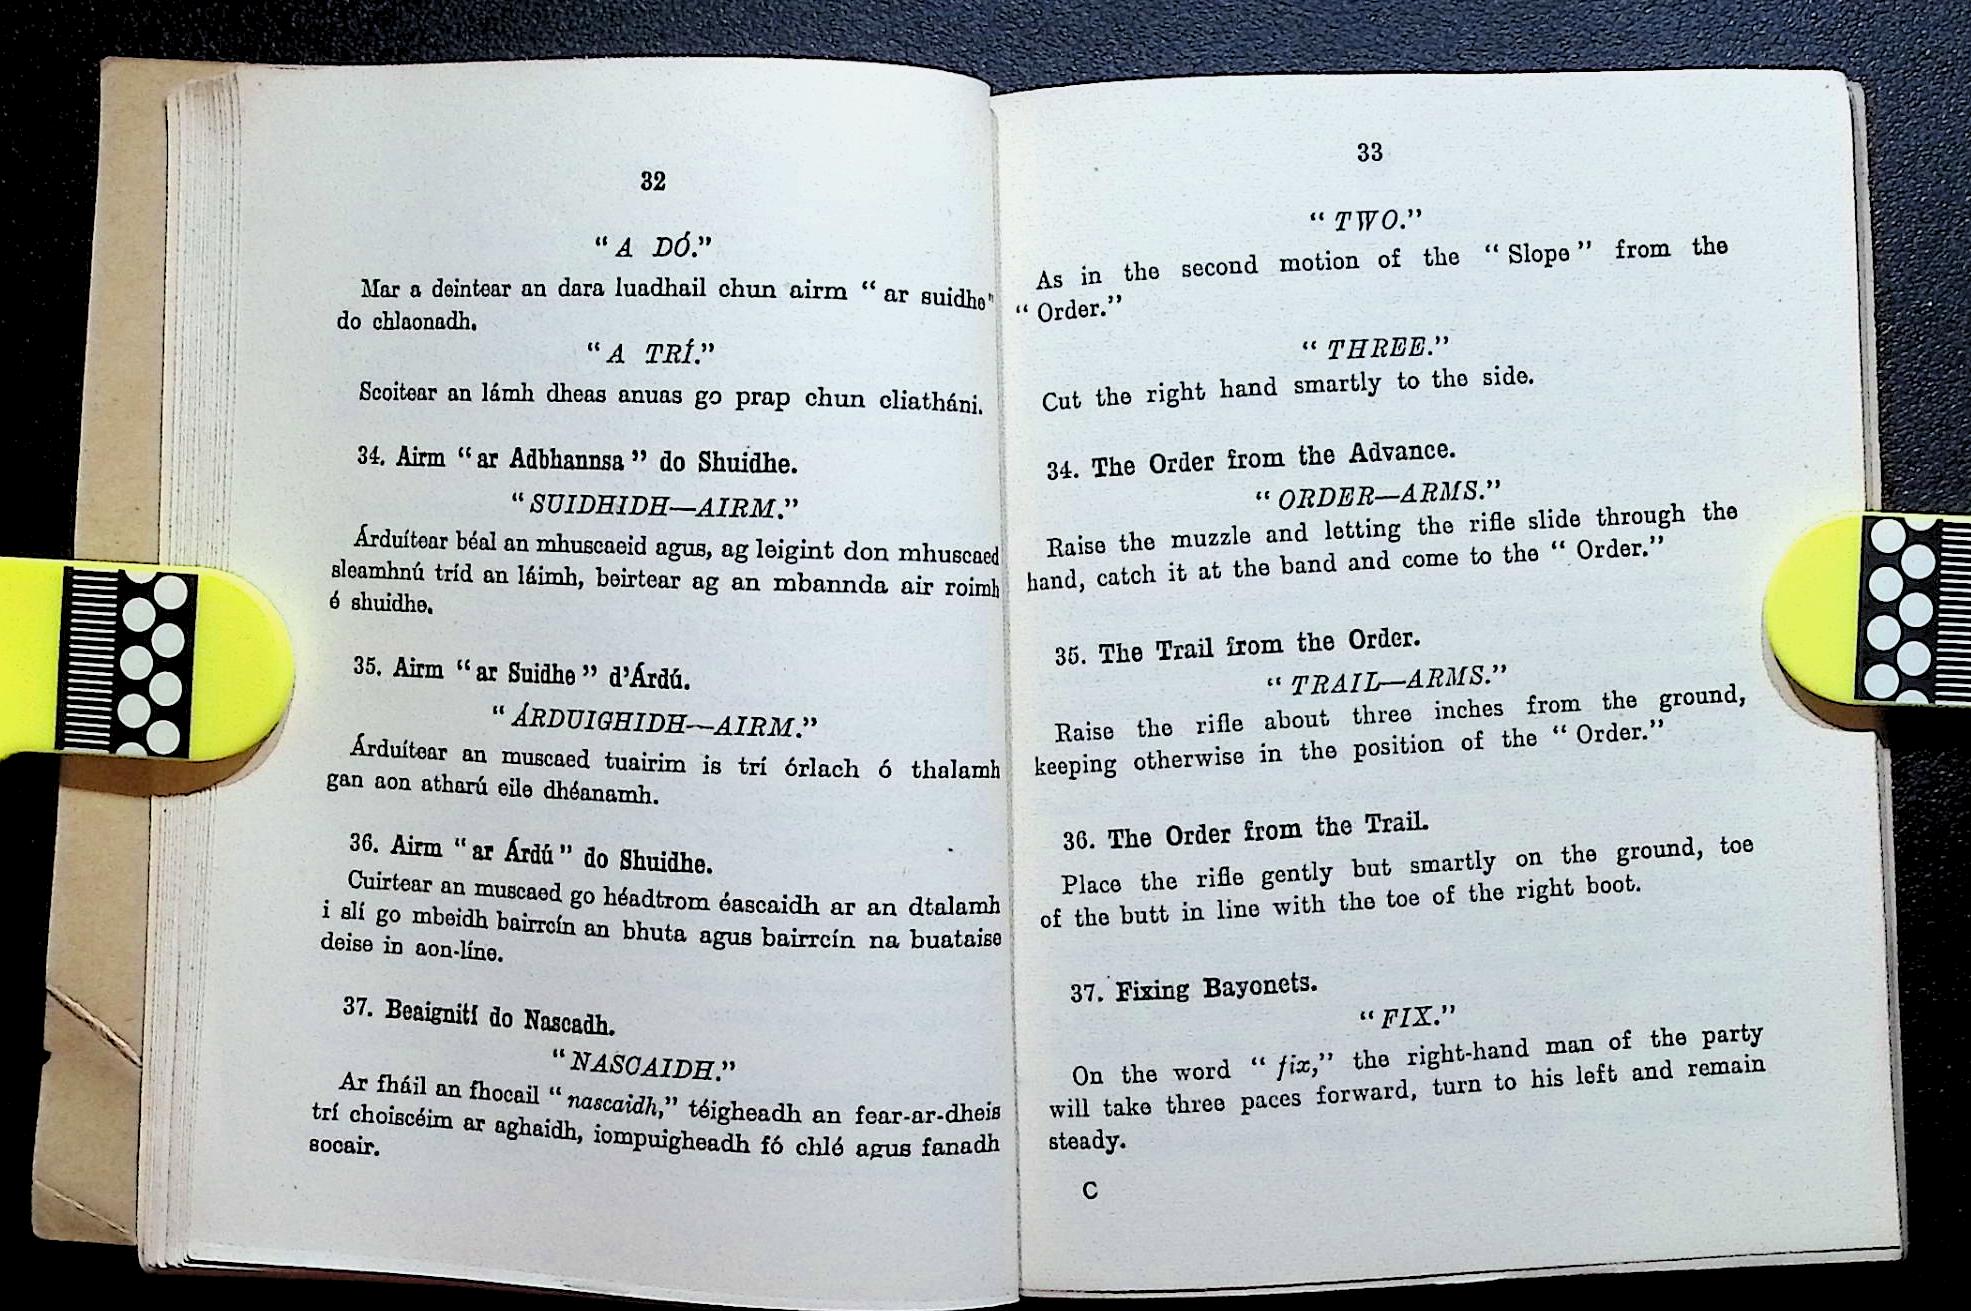 32
“A DÓ.”
Mar a deintear an dara luadhail chun airm “ar suidhe”
do chlaonadh.
“A TRÍ.”
Scoitear an lámh dheas anuas go prap chun cliatháni.
34. Airm “ar Adbhannsa” do Shuidhe.
“SUIDHIDH—AIRM.”
Árduítear béal an mhuscaeid agus, ag leigint don mhuscaed
sleamhnú tríd an láimh, beirtear ag an mbannda air roimh
é shuidhe.
35. Airm “ar Suidhe” d’Árdú.
“ÁRDUIGHIDH—AIRM.”
Árduítear an muscaed tuairim is trí órlach ó thalamh
gan aon atharú eile dhéanamh.
36. Airm “ar Árdú” do Shuidhe.
Cuirtear an muscaed go héadtrom éascaidh ar an dtalamh
i slí go mbeidh bairrcín an bhuta agus bairrcín na buataise
deise in aon-líne.
37. Beaignití do Nascadh.
“NASCAIDH.”
Ar fháil an fhocail “nascaidh,” téigheadh an fear-ar-dheis
trí choiscéim ar aghaidh, iompuigheadh fó chlé agus fanadh
socair.
33
“TWO.”
As in the second motion of the “Slope” from the
“Order.”
“THREE.”
Cut the right hand smartly to the side.
34. The Order from the Advance.
“ORDER—ARMS.”
Raise the muzzle and letting the rifle slide through the
hand, catch it at the band and come to the “Order.”
35. The Trail from the Order.
“TRAIL—ARMS.”
Raise the rifle about three inches from the ground,
keeping otherwise in the position of the “Order.”
36. The Order from the Trail.
Place the rifle gently but smartly on the ground, toe
of the butt in line with the toe of the right boot.
37. Fixing Bayonets.
“FIX.”
On the word “fix,” the right-hand man of the party
will take three paces forward, turn to his left and remain
steady.
C